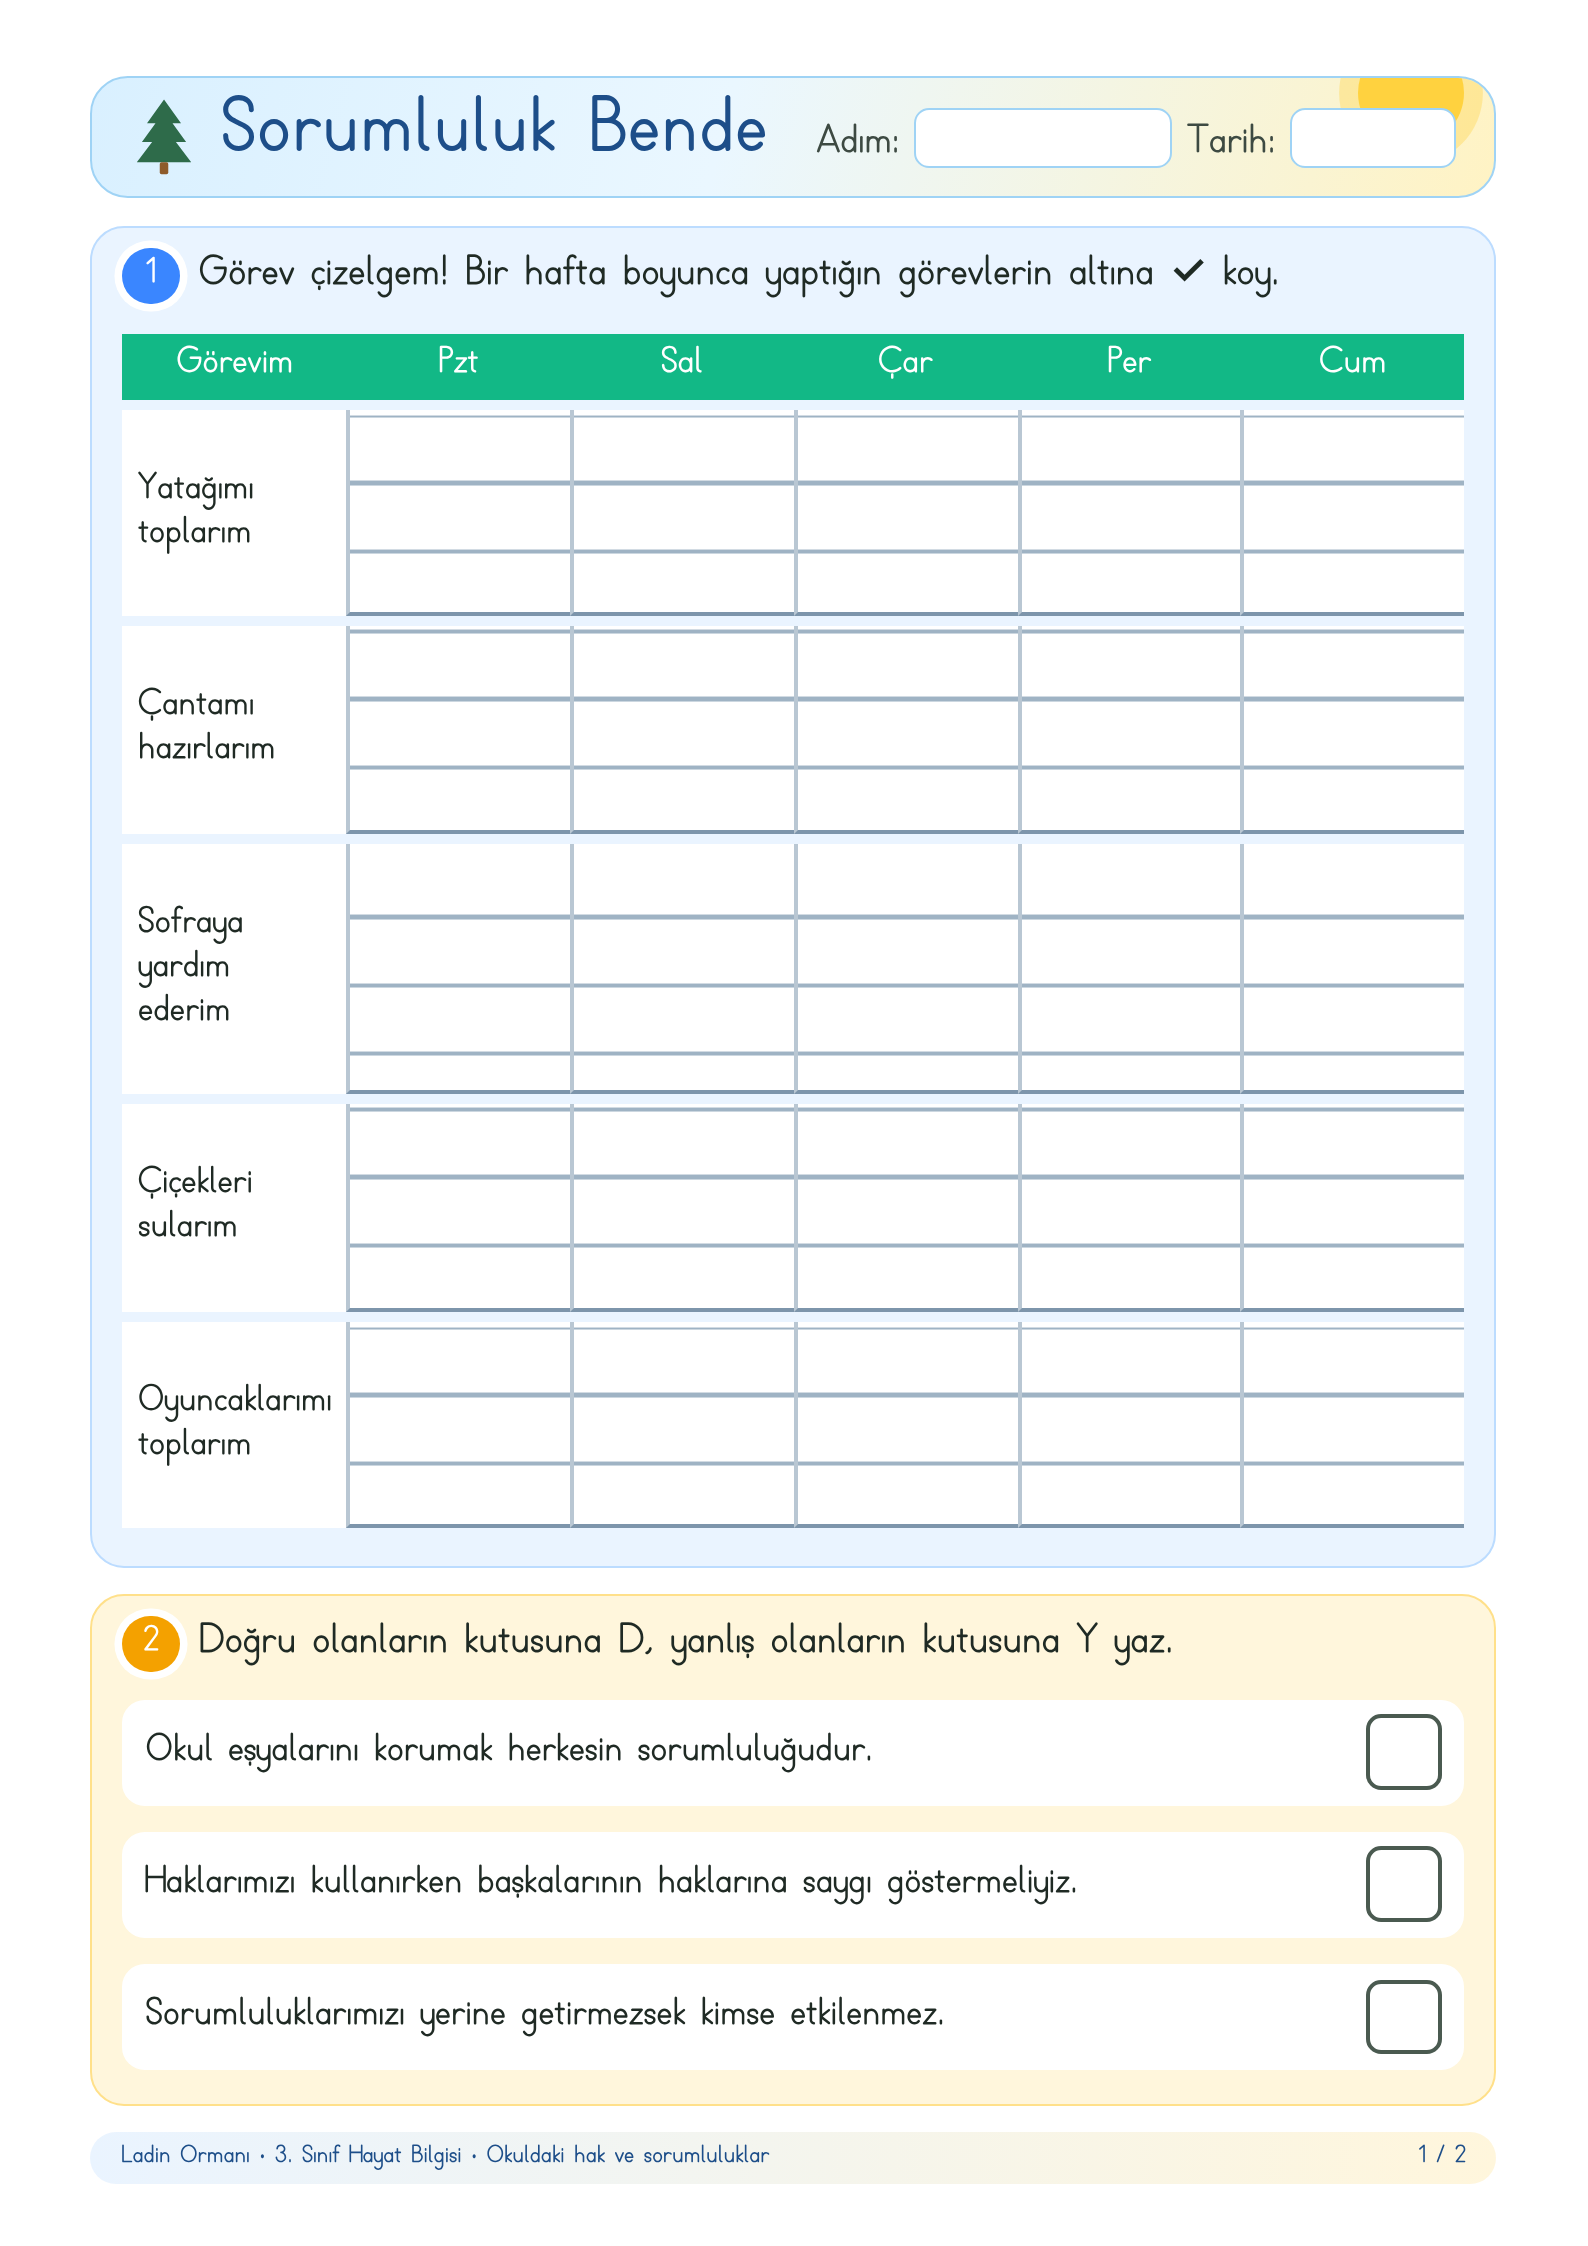 Sorumluluk Bende
Adım:
Tarih:
1
Görev çizelgem! Bir hafta boyunca yaptığın görevlerin altına ✓ koy.
Görevim Pzt Sal Çar Per Cum
Yatağımı
toplarım
Çantamı
hazırlarım
Sofraya
yardım
ederim
Çiçekleri
sularım
Oyuncaklarımı
toplarım
2
Doğru olanların kutusuna D, yanlış olanların kutusuna Y yaz.
Okul eşyalarını korumak herkesin sorumluluğudur.
Haklarımızı kullanırken başkalarının haklarına saygı göstermeliyiz.
Sorumluluklarımızı yerine getirmezsek kimse etkilenmez.
Ladin Ormanı • 3. Sınıf Hayat Bilgisi • Okuldaki hak ve sorumluluklar
1 / 2